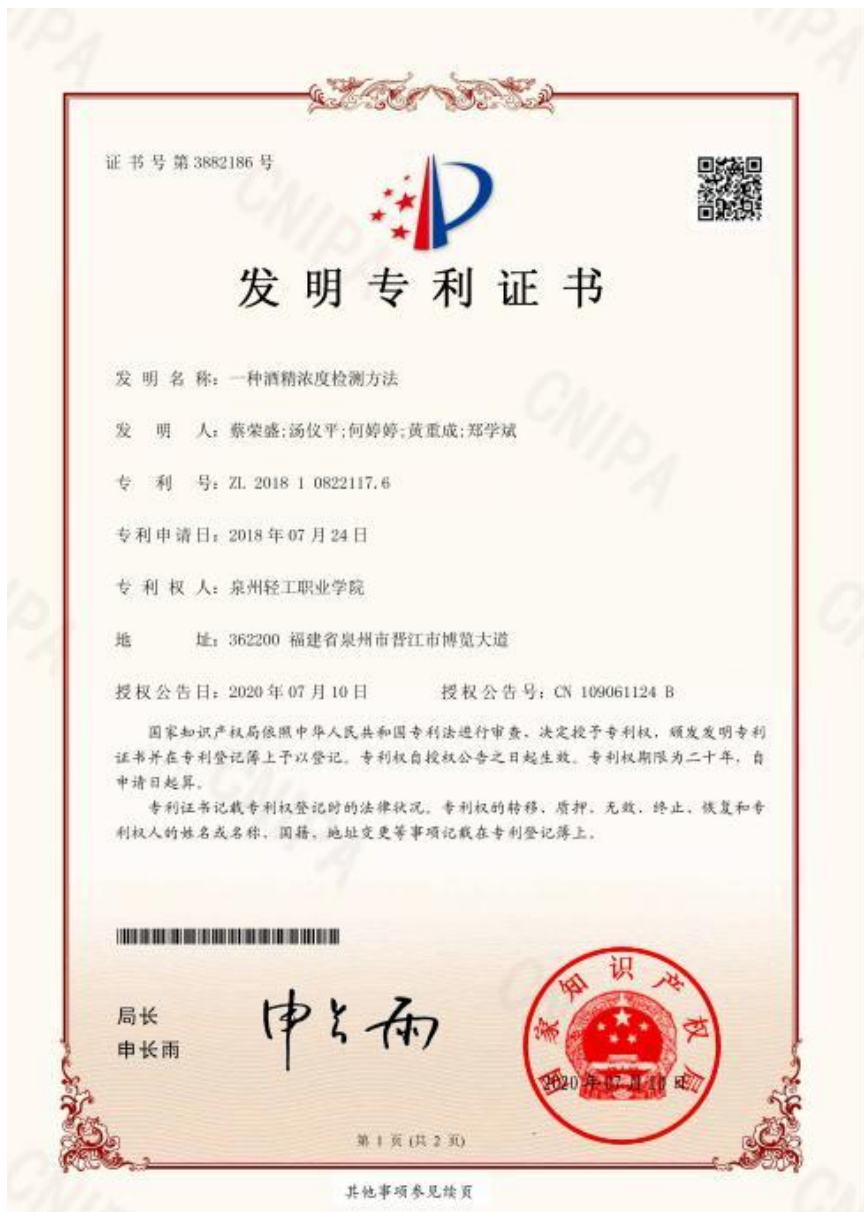 证书号第3882186号
发明专利证书
发明名称：一种酒精浓度检测方法
发明人：蔡荣盛;汤仪平;何婷婷;黄重成;郑学斌
专利号：ZL 2018 1 0822117.6
专利申请日：2018年07月24日
专利权人：泉州轻工职业学院
地址：362200 福建省泉州市晋江市博览大道
授权公告日：2020年07月10日 授权公告号：CN 109061124 B
国家知识产权局依照中华人民共和国专利法进行审查，决定授予专利权，颁发发明专利
证书并在专利登记簿上予以登记。专利权自授权公告之日起生效。专利权期限为二十年，自
申请日起算。
专利证书记载专利权登记时的法律状况。专利权的转移、质押、无效、终止、恢复和专
利权人的姓名或名称、国籍、地址变更等事项记载在专利登记簿上。
局长
申长雨
申长雨
国家知识产权局
2020年07月10日
第1页(共2页)
其他事项参见续页
CNIPA
CNIPA
CNIPA